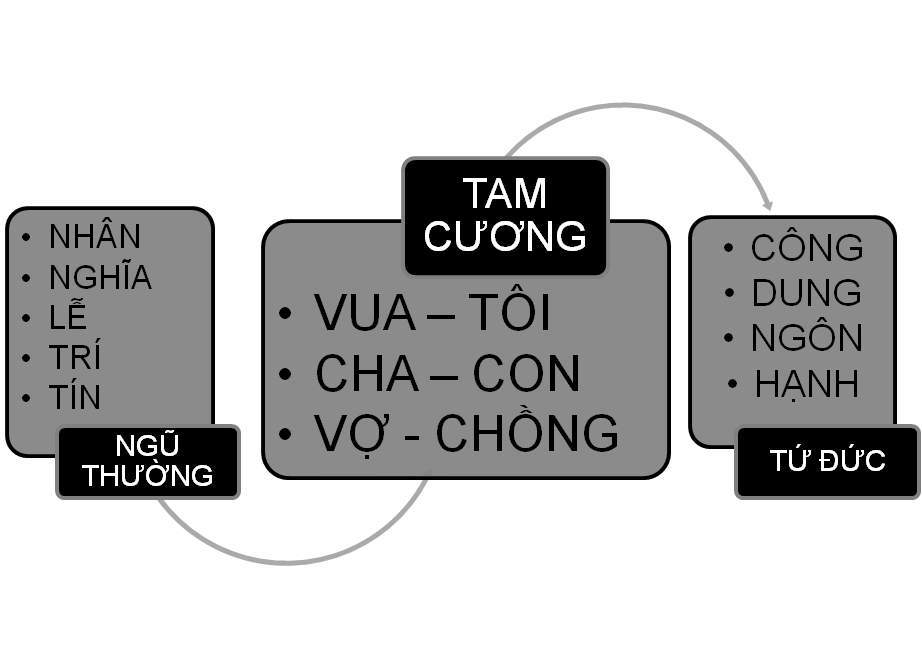 • NHÂN
• NGHĨA
• LỄ
• TRÍ
• TÍN
NGŨ
THƯỜNG
TAM
CƯƠNG
• VUA – TÔI
• CHA – CON
• VỢ - CHỒNG
• CÔNG
• DUNG
• NGÔN
• HẠNH
TỨ ĐỨC